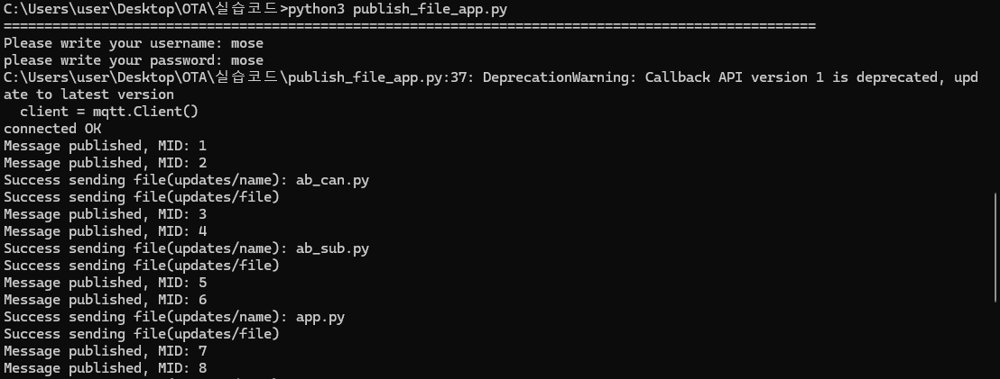 C:\Users\user\Desktop\OTA\실습코드>python3 publish_file_app.py
====================================================================================================
Please write your username: mose
please write your password: mose
C:\Users\user\Desktop\OTA\실습코드\publish_file_app.py:37: DeprecationWarning: Callback API version 1 is deprecated, upd
ate to latest version
  client = mqtt.Client()
connected OK
Message published, MID: 1
Message published, MID: 2
Success sending file(updates/name): ab_can.py
Success sending file(updates/file)
Message published, MID: 3
Message published, MID: 4
Success sending file(updates/name): ab_sub.py
Success sending file(updates/file)
Message published, MID: 5
Message published, MID: 6
Success sending file(updates/name): app.py
Success sending file(updates/file)
Message published, MID: 7
Message published, MID: 8